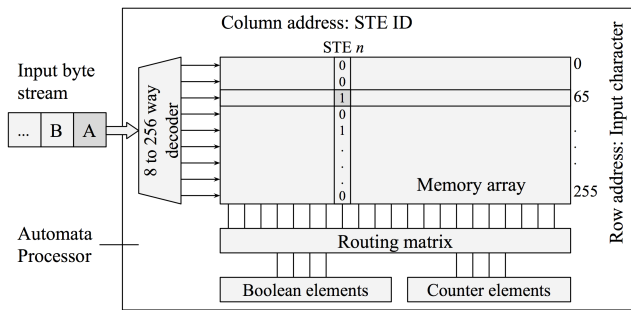 Column address: STE ID
STE n
Input byte
stream
... B A
8 to 256 way
decoder
0
0
1
0
1
.
.
.
0
0
65
.
.
.
255
Memory array
Row address: Input character
Automata
Processor
Routing matrix
Boolean elements
Counter elements